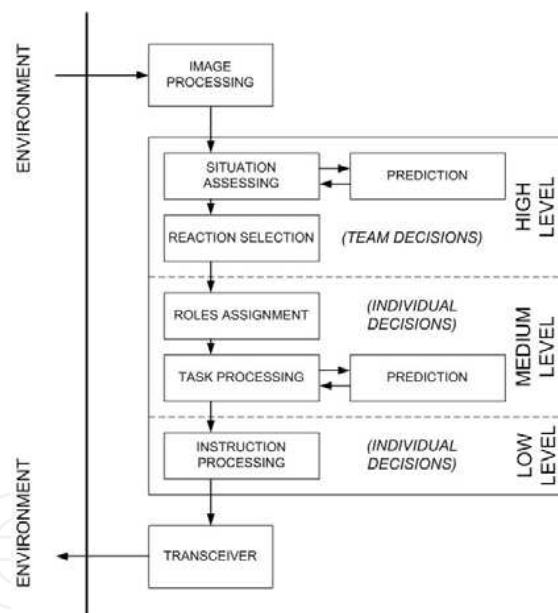 ENVIRONMENT
IMAGE
PROCESSING
SITUATION
ASSESSING
PREDICTION
REACTION SELECTION
(TEAM DECISIONS)
HIGH
LEVEL
ROLES ASSIGNMENT
(INDIVIDUAL
DECISIONS)
TASK PROCESSING
PREDICTION
MEDIUM
LEVEL
INSTRUCTION
PROCESSING
(INDIVIDUAL
DECISIONS)
LOW
LEVEL
ENVIRONMENT
TRANSCEIVER